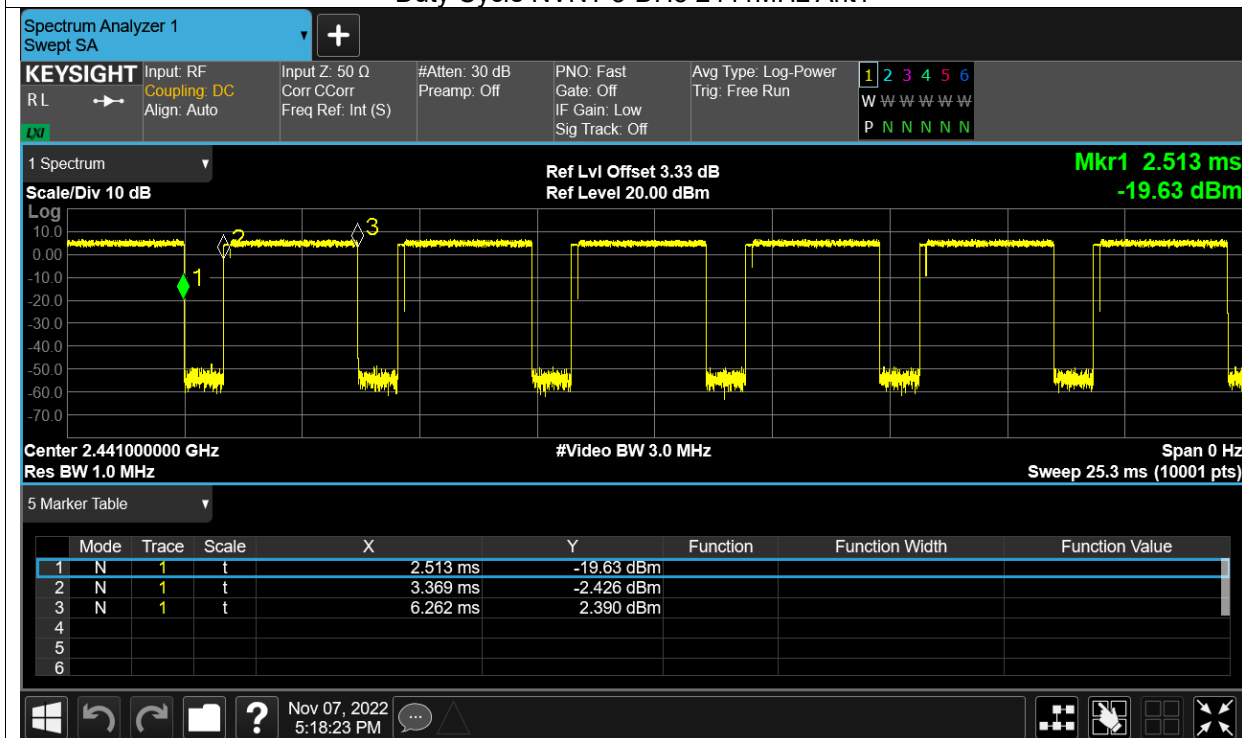 Duty Cycle NVNT 3-DH5 2441MHz Ant1
Spectrum Analyzer 1
Swept SA
KEYSIGHT
RL
LXI
Input: RF
Coupling: DC
Align: Auto
Input Z: 50 Ω
Corr CCorr
Freq Ref: Int (S)
#Atten: 30 dB
Preamp: Off
PNO: Fast
Gate: Off
IF Gain: Low
Sig Track: Off
Avg Type: Log-Power
Trig: Free Run
1 2 3 4 5 6
W W W W W W
P N N N N N
1 Spectrum
Scale/Div 10 dB
Ref Lvl Offset 3.33 dB
Ref Level 20.00 dBm
Mkr1 2.513 ms
-19.63 dBm
Log
10.0
0.00
-10.0
-20.0
-30.0
-40.0
-50.0
-60.0
-70.0
1
2
3
Center 2.441000000 GHz
#Video BW 3.0 MHz
Span 0 Hz
Res BW 1.0 MHz
Sweep 25.3 ms (10001 pts)
5 Marker Table
Mode Trace Scale X Y Function Function Width Function Value
1 N 1 t 2.513 ms -19.63 dBm
2 N 1 t 3.369 ms -2.426 dBm
3 N 1 t 6.262 ms 2.390 dBm
4
5
6
?
Nov 07, 2022
5:18:23 PM